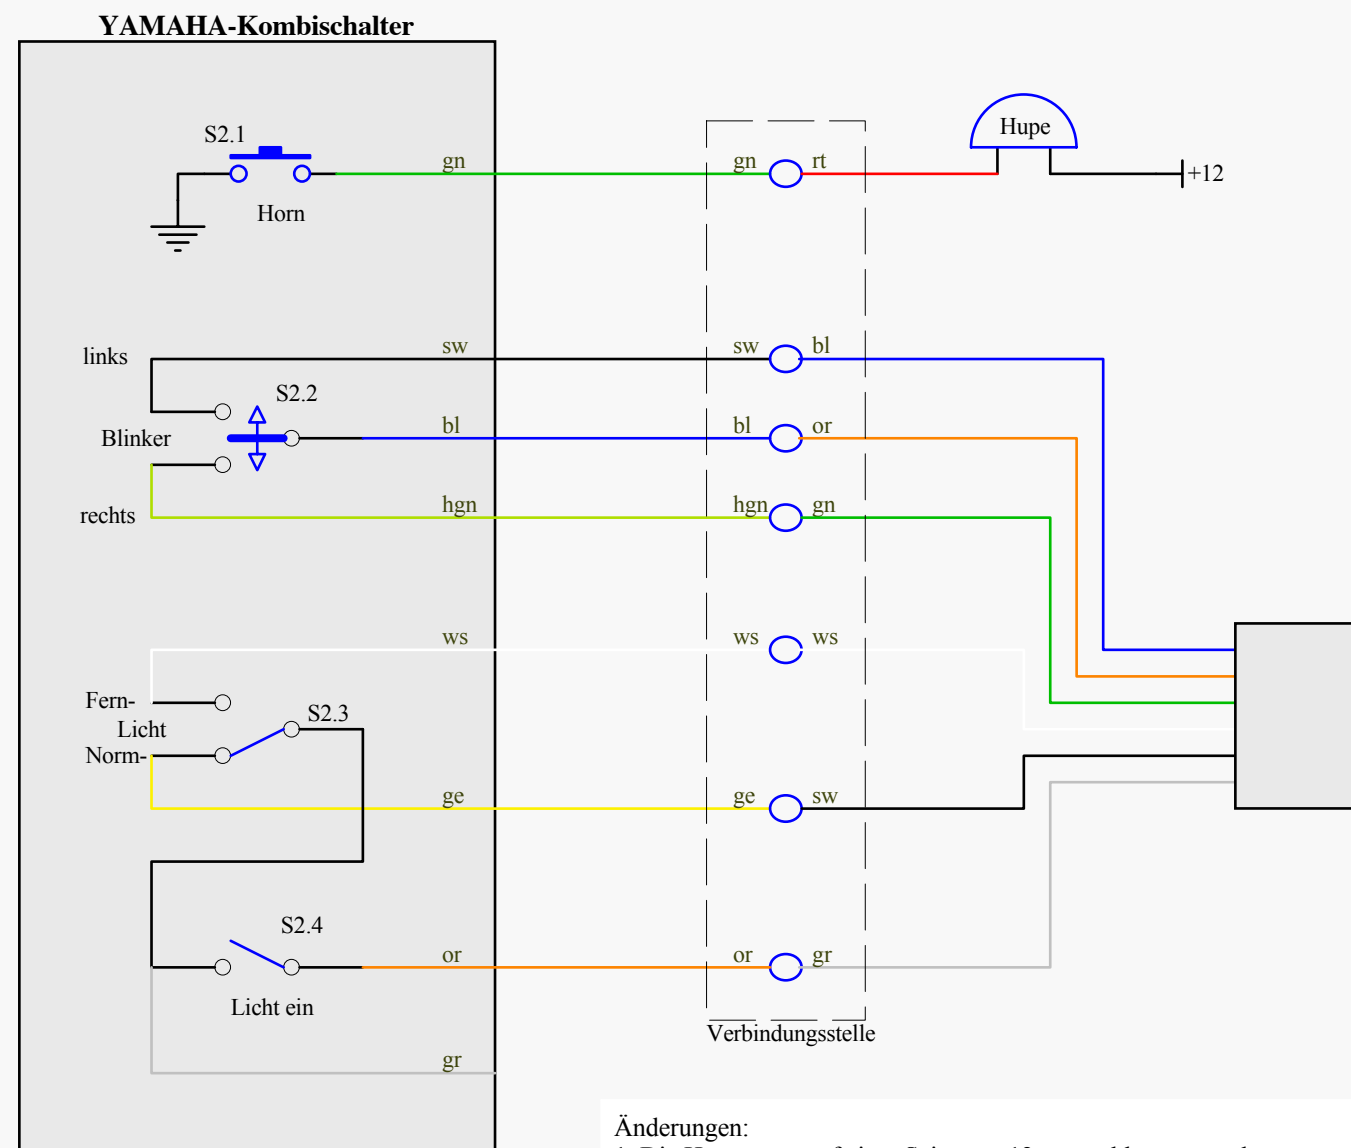 YAMAHA-Kombischalter
S2.1
gn
gn
rt
Hupe
+12
Horn
links
sw
sw
bl
S2.2
Blinker
bl
bl
or
rechts
hgn
hgn
gn
ws
ws
ws
Fern-
S2.3
Licht
Norm-
ge
ge
sw
S2.4
or
or
gr
Licht ein
Verbindungsstelle
gr
Änderungen: